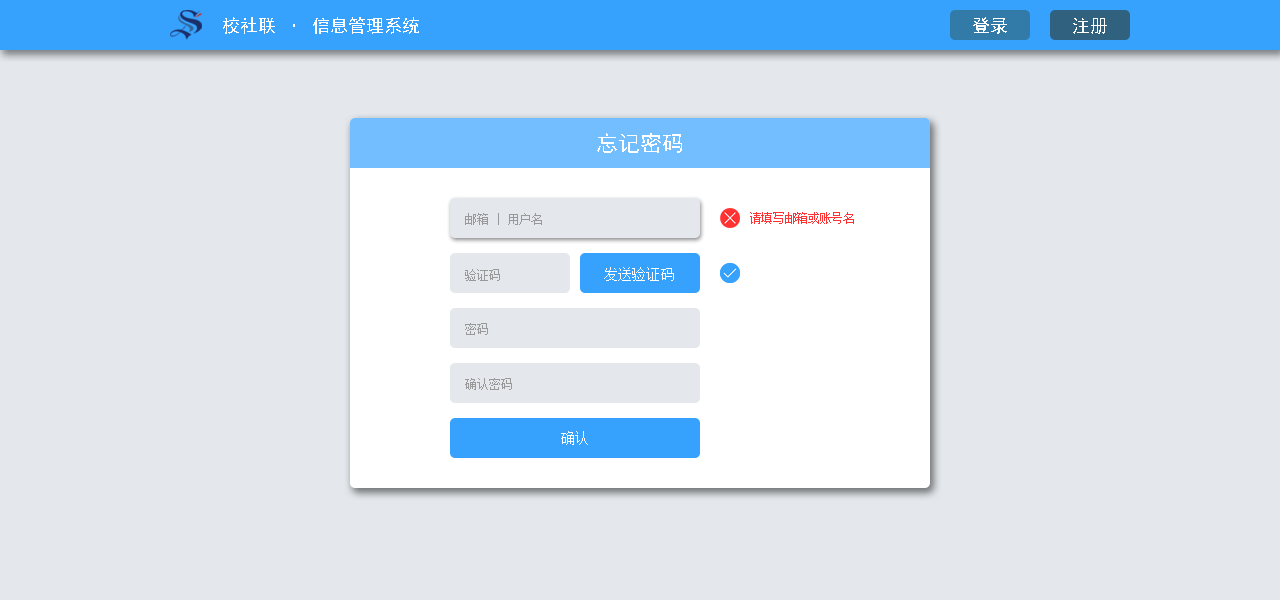 校社联 · 信息管理系统
登录
注册
忘记密码
邮箱 | 用户名
请填写邮箱或账号名
验证码
发送验证码
密码
确认密码
确认